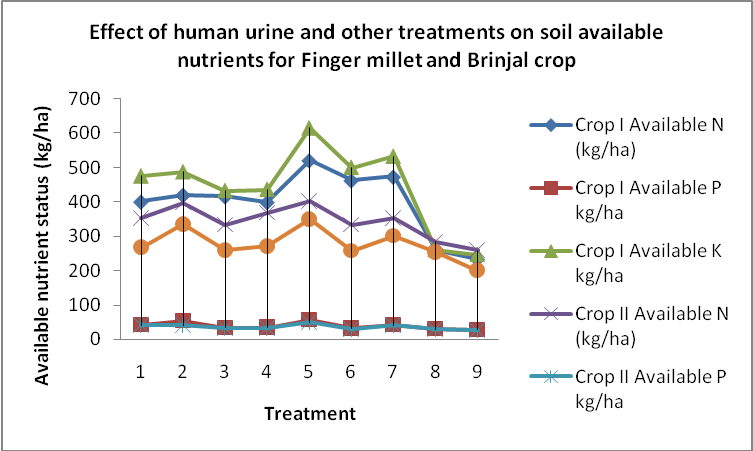 Effect of human urine and other treatments on soil available
nutrients for Finger millet and Brinjal crop
Available nutrient status (kg/ha)
700
600
500
400
300
200
100
0
1 2 3 4 5 6 7 8 9
Treatment
Crop I Available N
(kg/ha)
Crop I Available P
kg/ha
Crop I Available K
kg/ha
Crop II Available N
(kg/ha)
Crop II Available P
kg/ha